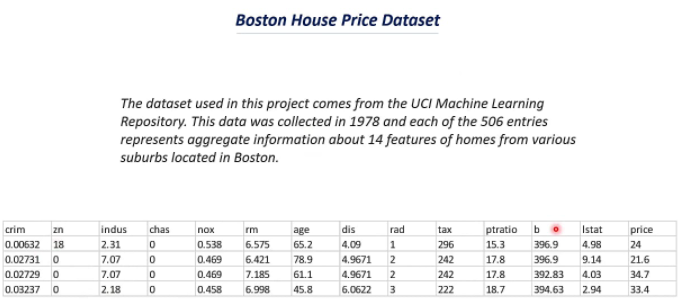 Boston House Price Dataset
The dataset used in this project comes from the UCI Machine Learning
Repository. This data was collected in 1978 and each of the 506 entries
represents aggregate information about 14 features of homes from various
suburbs located in Boston.
crim zn indus chas nox rm age dis rad tax ptratio b lstat price
0.00632 18 2.31 0 0.538 6.575 65.2 4.09 1 296 15.3 396.9 4.98 24
0.02731 0 7.07 0 0.469 6.421 78.9 4.9671 2 242 17.8 396.9 9.14 21.6
0.02729 0 7.07 0 0.469 7.185 61.1 4.9671 2 242 17.8 392.83 4.03 34.7
0.03237 0 2.18 0 0.458 6.998 45.8 6.0622 3 222 18.7 394.63 2.94 33.4